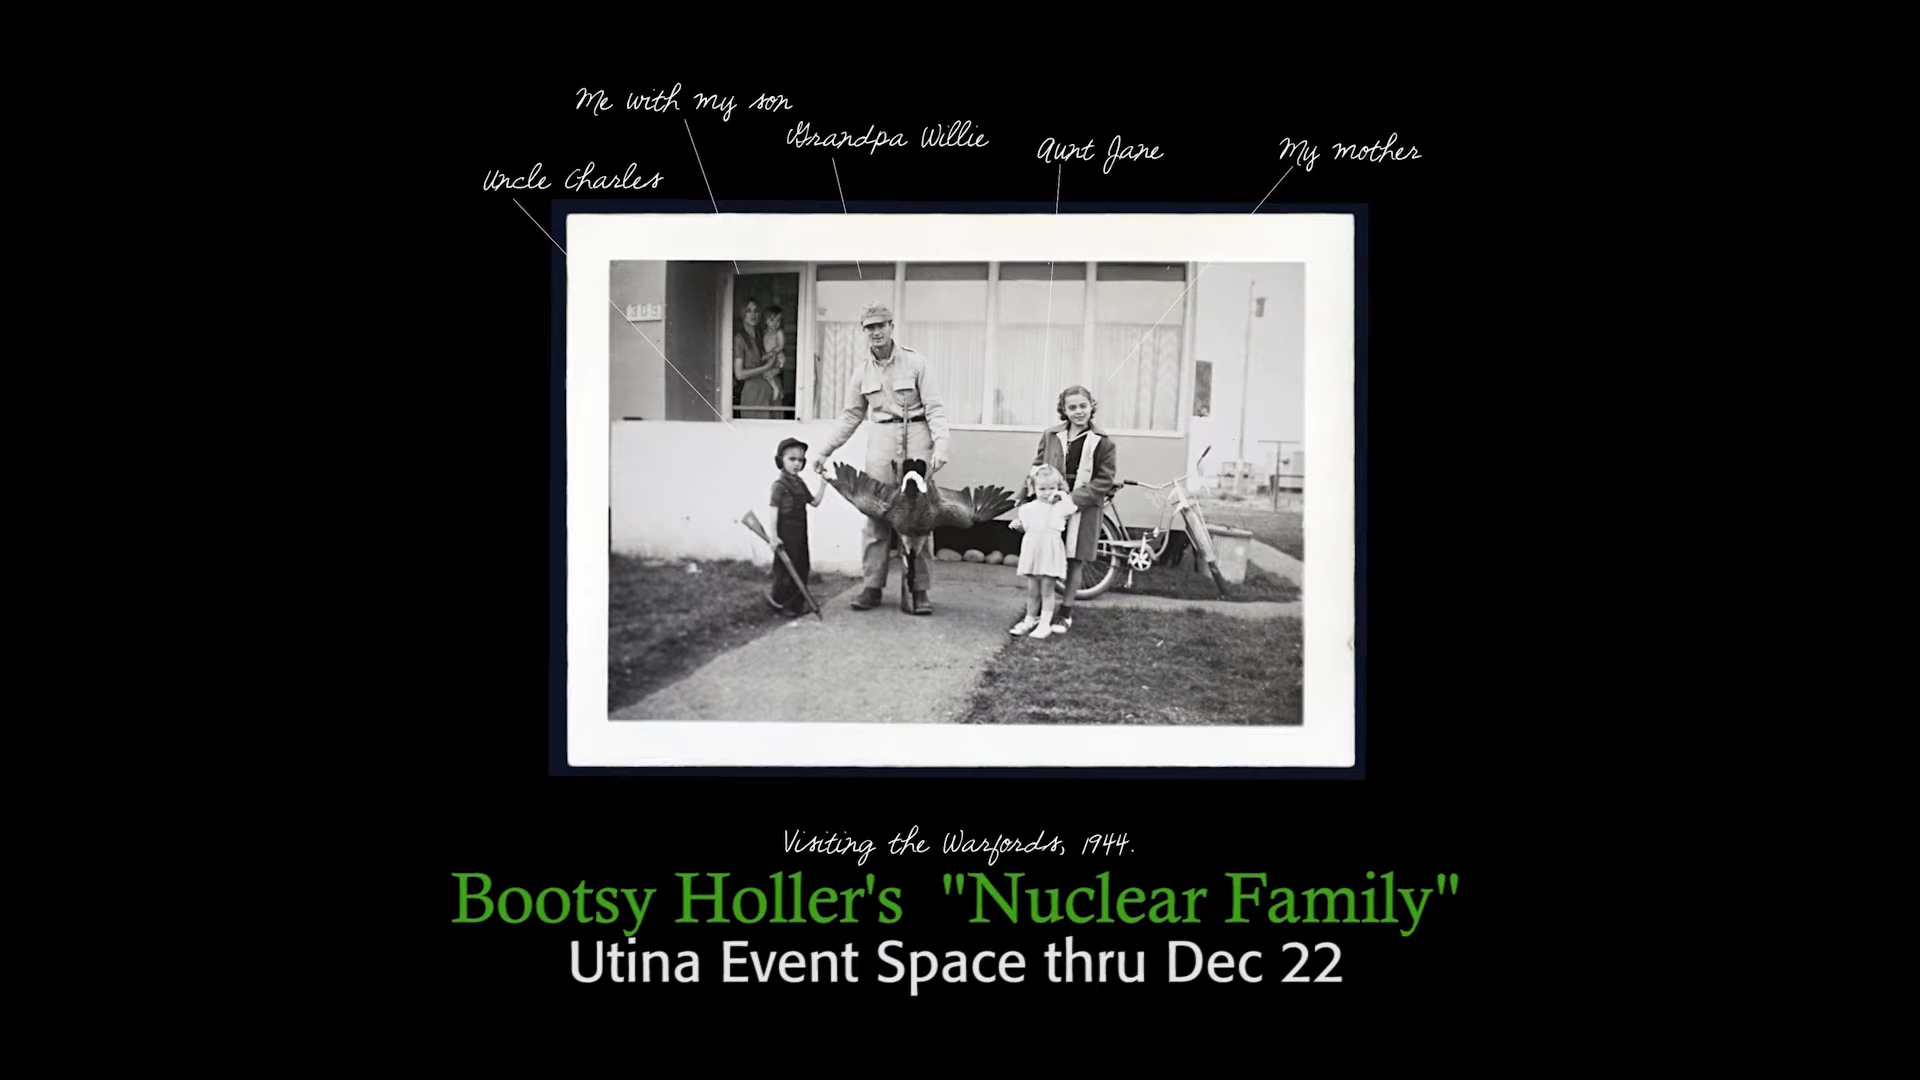 Me with my son
Grandpa Willie
Aunt Jane
My mother
Uncle Charles
309
Visiting the Warfords, 1944.
Bootsy Holler's "Nuclear Family"
Utina Event Space thru Dec 22